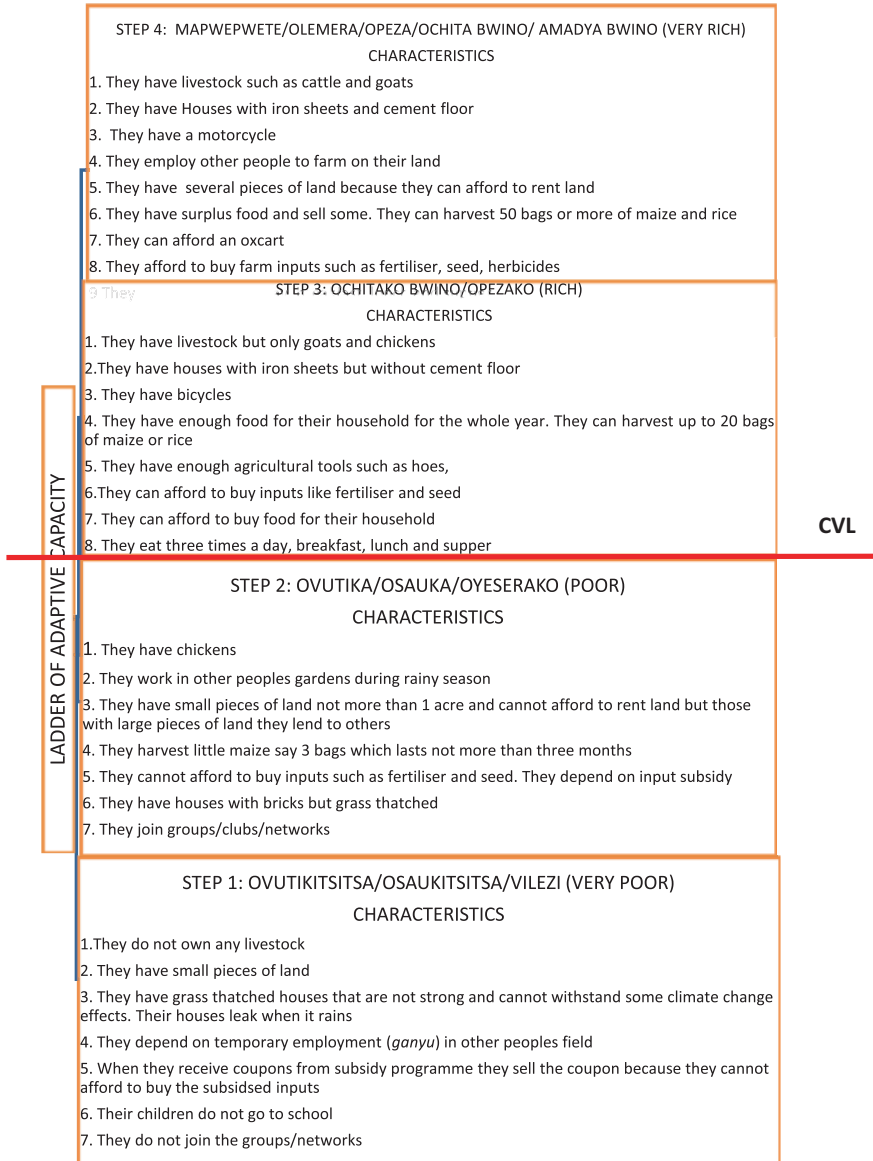 STEP 4: MAPWEPWETE/OLEMERA/OPEZA/OCHITA BWINO/ AMADYA BWINO (VERY RICH)
CHARACTERISTICS
1. They have livestock such as cattle and goats
2. They have Houses with iron sheets and cement floor
3. They have a motorcycle
4. They employ other people to farm on their land
5. They have several pieces of land because they can afford to rent land
6. They have surplus food and sell some. They can harvest 50 bags or more of maize and rice
7. They can afford an oxcart
8. They afford to buy farm inputs such as fertiliser, seed, herbicides
9 They
STEP 3: OCHITAKO BWINO/OPEZAKO (RICH)
CHARACTERISTICS
1. They have livestock but only goats and chickens
2.They have houses with iron sheets but without cement floor
3. They have bicycles
4. They have enough food for their household for the whole year. They can harvest up to 20 bags
of maize or rice
5. They have enough agricultural tools such as hoes,
6.They can afford to buy inputs like fertiliser and seed
7. They can afford to buy food for their household
8. They eat three times a day, breakfast, lunch and supper
CVL
LADDER OF ADAPTIVE CAPACITY
STEP 2: OVUTIKA/OSAUKA/OYESERAKO (POOR)
CHARACTERISTICS
1. They have chickens
2. They work in other peoples gardens during rainy season
3. They have small pieces of land not more than 1 acre and cannot afford to rent land but those
with large pieces of land they lend to others
4. They harvest little maize say 3 bags which lasts not more than three months
5. They cannot afford to buy inputs such as fertiliser and seed. They depend on input subsidy
6. They have houses with bricks but grass thatched
7. They join groups/clubs/networks
STEP 1: OVUTIKITSITSA/OSAUKITSITSA/VILEZI (VERY POOR)
CHARACTERISTICS
1.They do not own any livestock
2. They have small pieces of land
3. They have grass thatched houses that are not strong and cannot withstand some climate change
effects. Their houses leak when it rains
4. They depend on temporary employment (ganyu) in other peoples field
5. When they receive coupons from subsidy programme they sell the coupon because they cannot
afford to buy the subsidsed inputs
6. Their children do not go to school
7. They do not join the groups/networks